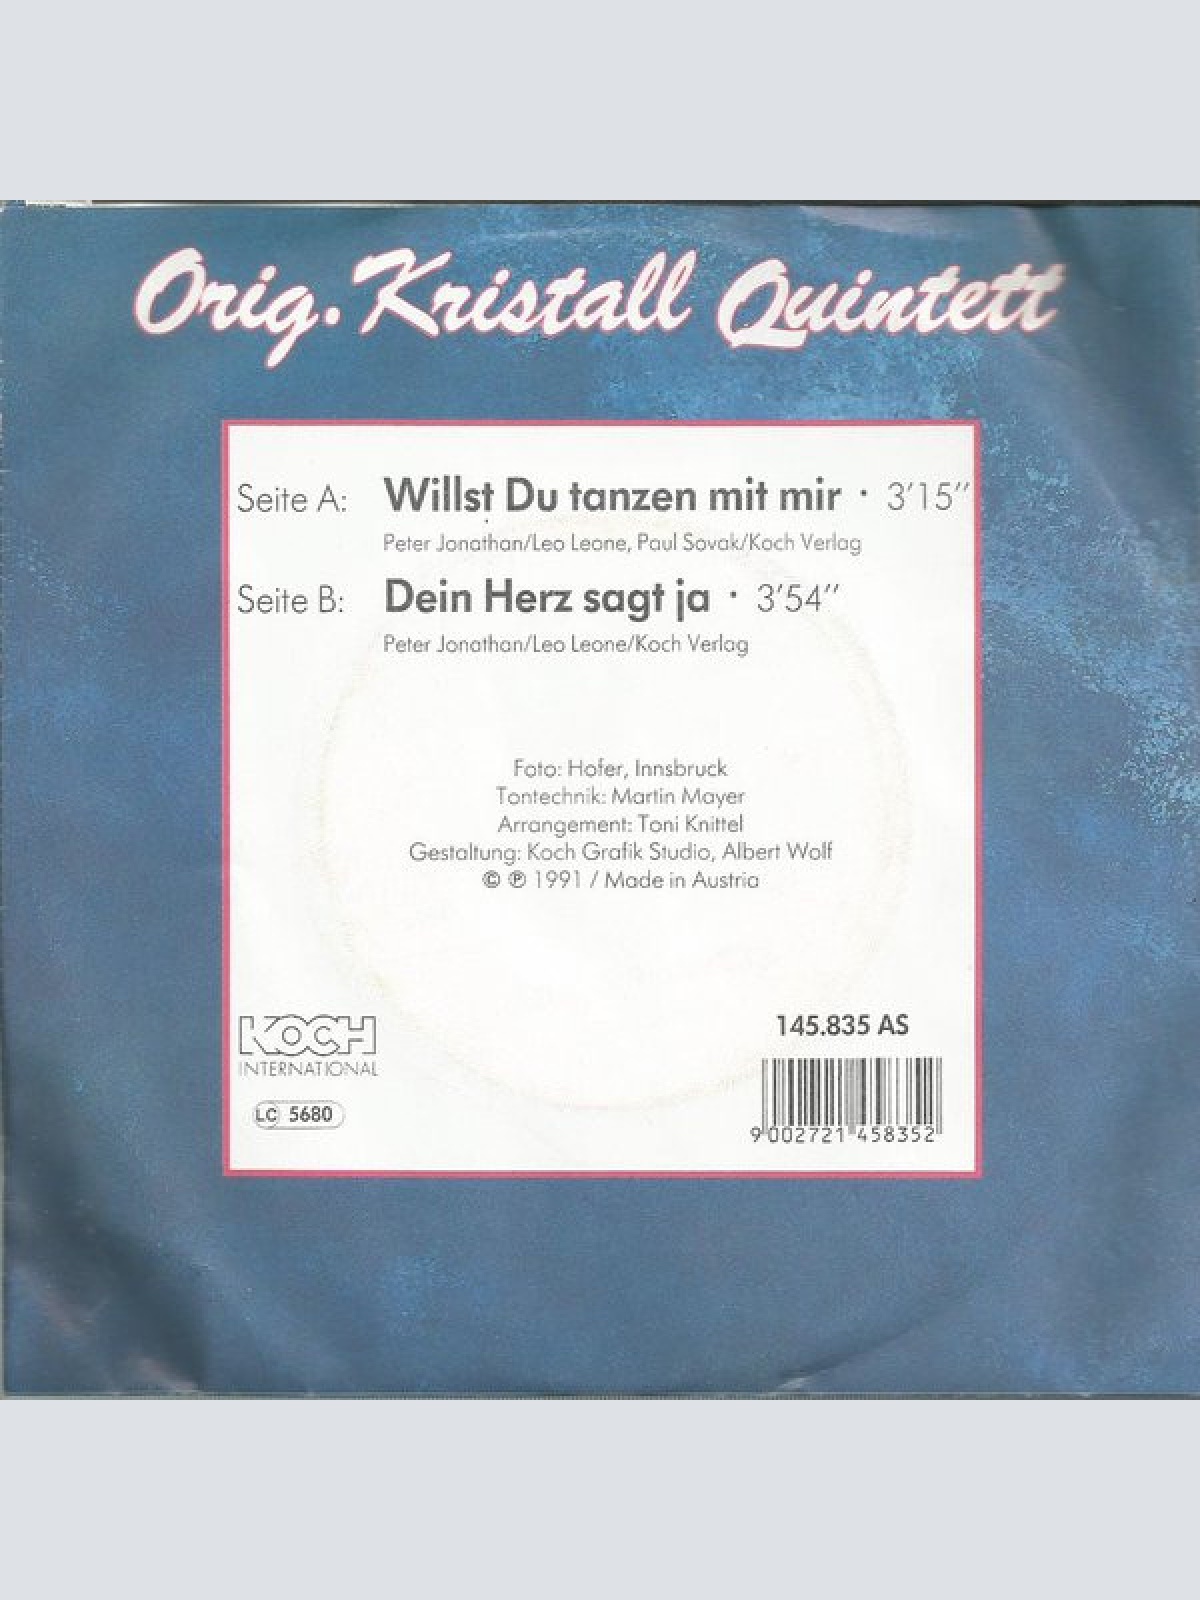 Orig. Kristall Quintett
Seite A: Willst Du tanzen mit mir · 3'15''
Peter Jonathan/Leo Leone, Paul Sovak/Koch Verlag
Seite B: Dein Herz sagt ja · 3'54''
Peter Jonathan/Leo Leone/Koch Verlag
Foto: Hofer, Innsbruck
Tontechnik: Martin Mayer
Arrangement: Toni Knittel
Gestaltung: Koch Grafik Studio, Albert Wolf
© ℗ 1991 / Made in Austria
KOCH
INTERNATIONAL
LC 5680
145.835 AS
9 002721 458352